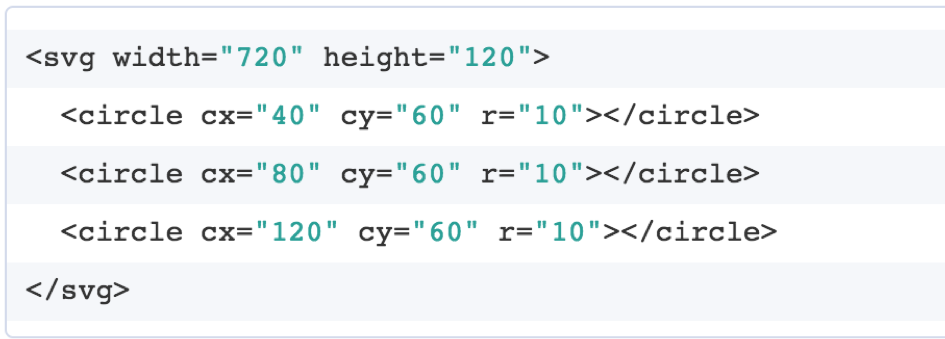 <svg width="720" height="120">
  <circle cx="40" cy="60" r="10"></circle>
  <circle cx="80" cy="60" r="10"></circle>
  <circle cx="120" cy="60" r="10"></circle>
</svg>